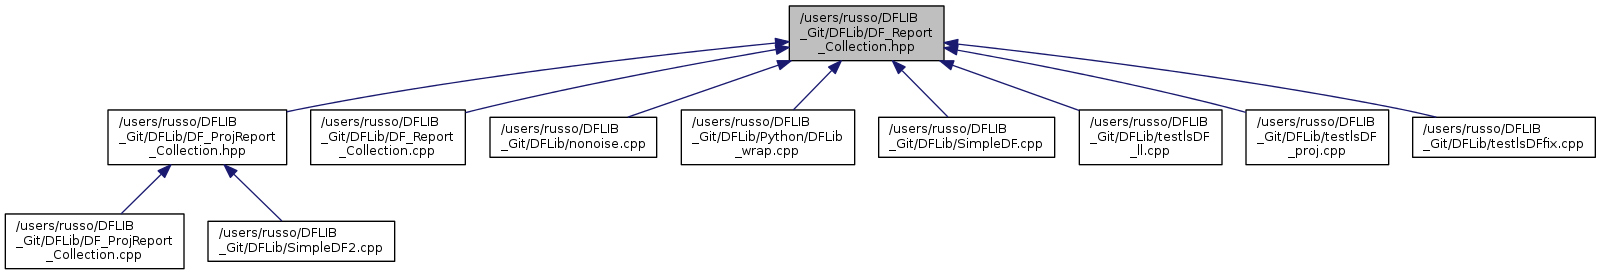 /users/russo/DFLIB
_Git/DFLib/DF_Report
_Collection.hpp
/users/russo/DFLIB
_Git/DFLib/DF_ProjReport
_Collection.hpp
/users/russo/DFLIB
_Git/DFLib/DF_Report
_Collection.cpp
/users/russo/DFLIB
_Git/DFLib/nonoise.cpp
/users/russo/DFLIB
_Git/DFLib/Python/DFLib
_wrap.cpp
/users/russo/DFLIB
_Git/DFLib/SimpleDF.cpp
/users/russo/DFLIB
_Git/DFLib/testlsDF
_ll.cpp
/users/russo/DFLIB
_Git/DFLib/testlsDF
_proj.cpp
/users/russo/DFLIB
_Git/DFLib/testlsDFfix.cpp
/users/russo/DFLIB
_Git/DFLib/DF_ProjReport
_Collection.cpp
/users/russo/DFLIB
_Git/DFLib/SimpleDF2.cpp